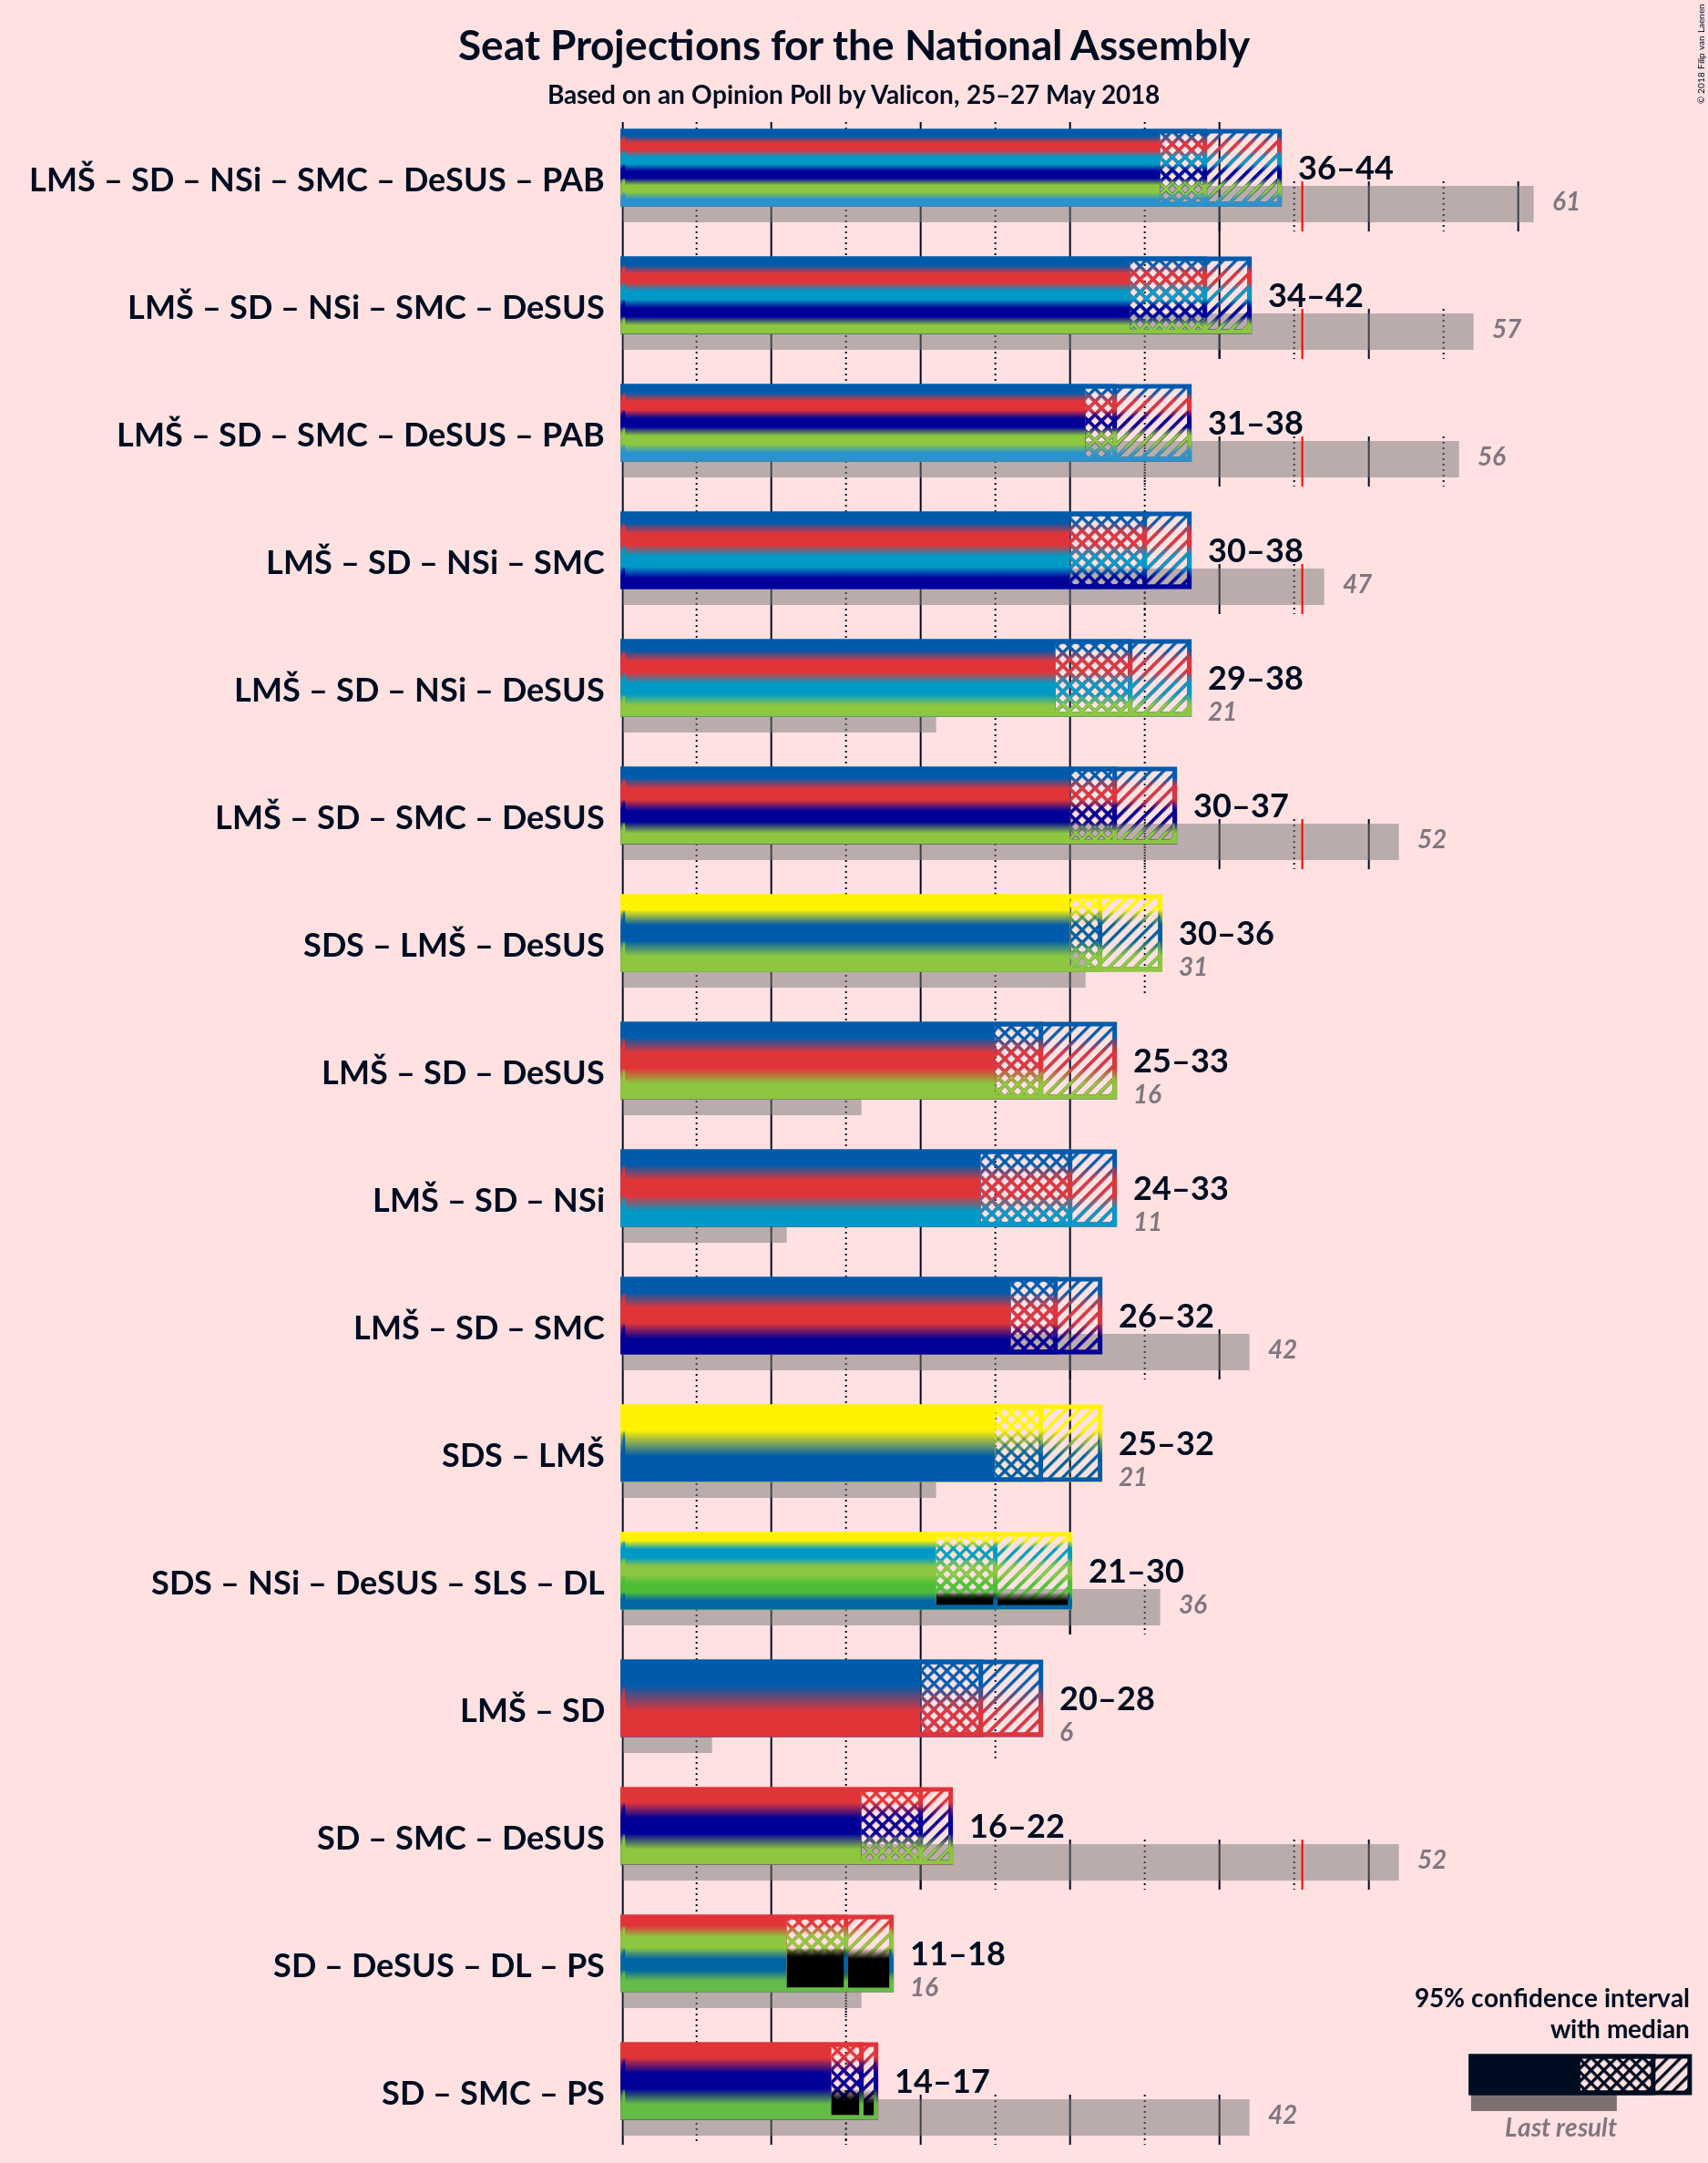 Seat Projections for the National Assembly
Based on an Opinion Poll by Valicon, 25–27 May 2018
© 2018 Filip van Laenen
LMŠ – SD – NSi – SMC – DeSUS – PAB
36–44
61
LMŠ – SD – NSi – SMC – DeSUS
34–42
57
LMŠ – SD – SMC – DeSUS – PAB
31–38
56
LMŠ – SD – NSi – SMC
30–38
47
LMŠ – SD – NSi – DeSUS
29–38
21
LMŠ – SD – SMC – DeSUS
30–37
52
SDS – LMŠ – DeSUS
30–36
31
LMŠ – SD – DeSUS
25–33
16
LMŠ – SD – NSi
24–33
11
LMŠ – SD – SMC
26–32
42
SDS – LMŠ
25–32
21
SDS – NSi – DeSUS – SLS – DL
21–30
36
LMŠ – SD
20–28
6
SD – SMC – DeSUS
16–22
52
SD – DeSUS – DL – PS
11–18
16
SD – SMC – PS
14–17
42
95% confidence interval
with median
Last result